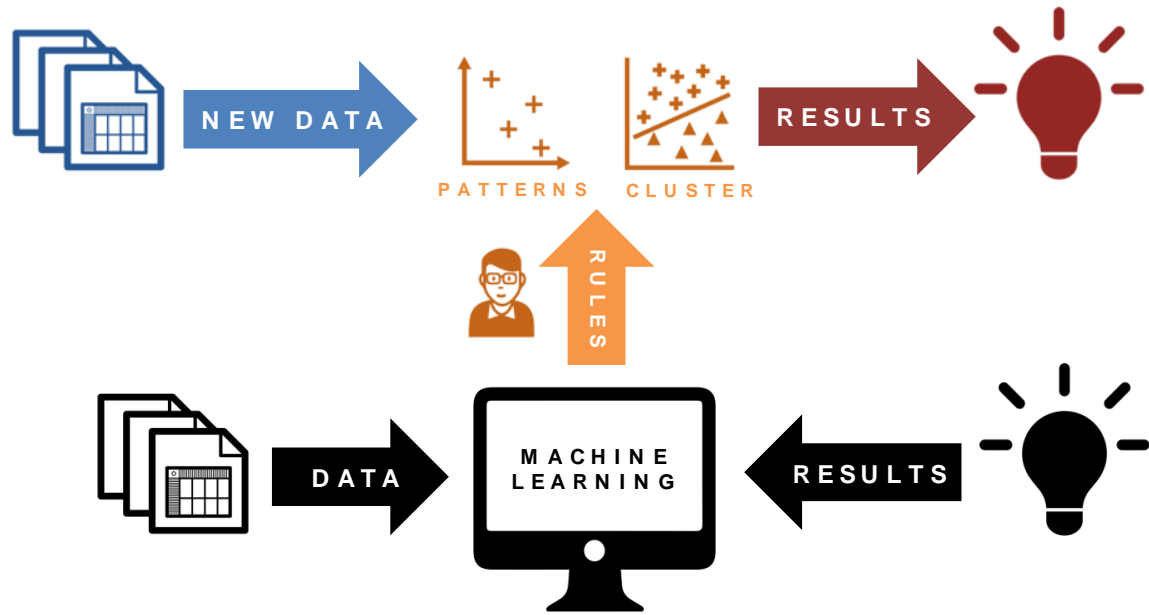 NEW DATA
RESULTS
PATTERNS
CLUSTER
RULES
DATA
MACHINE
LEARNING
RESULTS